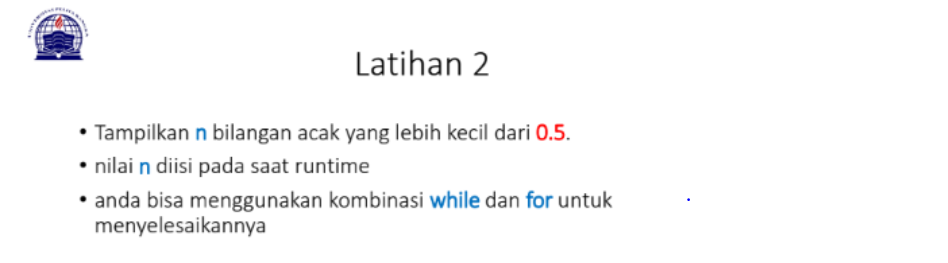 Latihan 2
• Tampilkan n bilangan acak yang lebih kecil dari 0.5.
• nilai n diisi pada saat runtime
• anda bisa menggunakan kombinasi while dan for untuk
menyelesaikannya